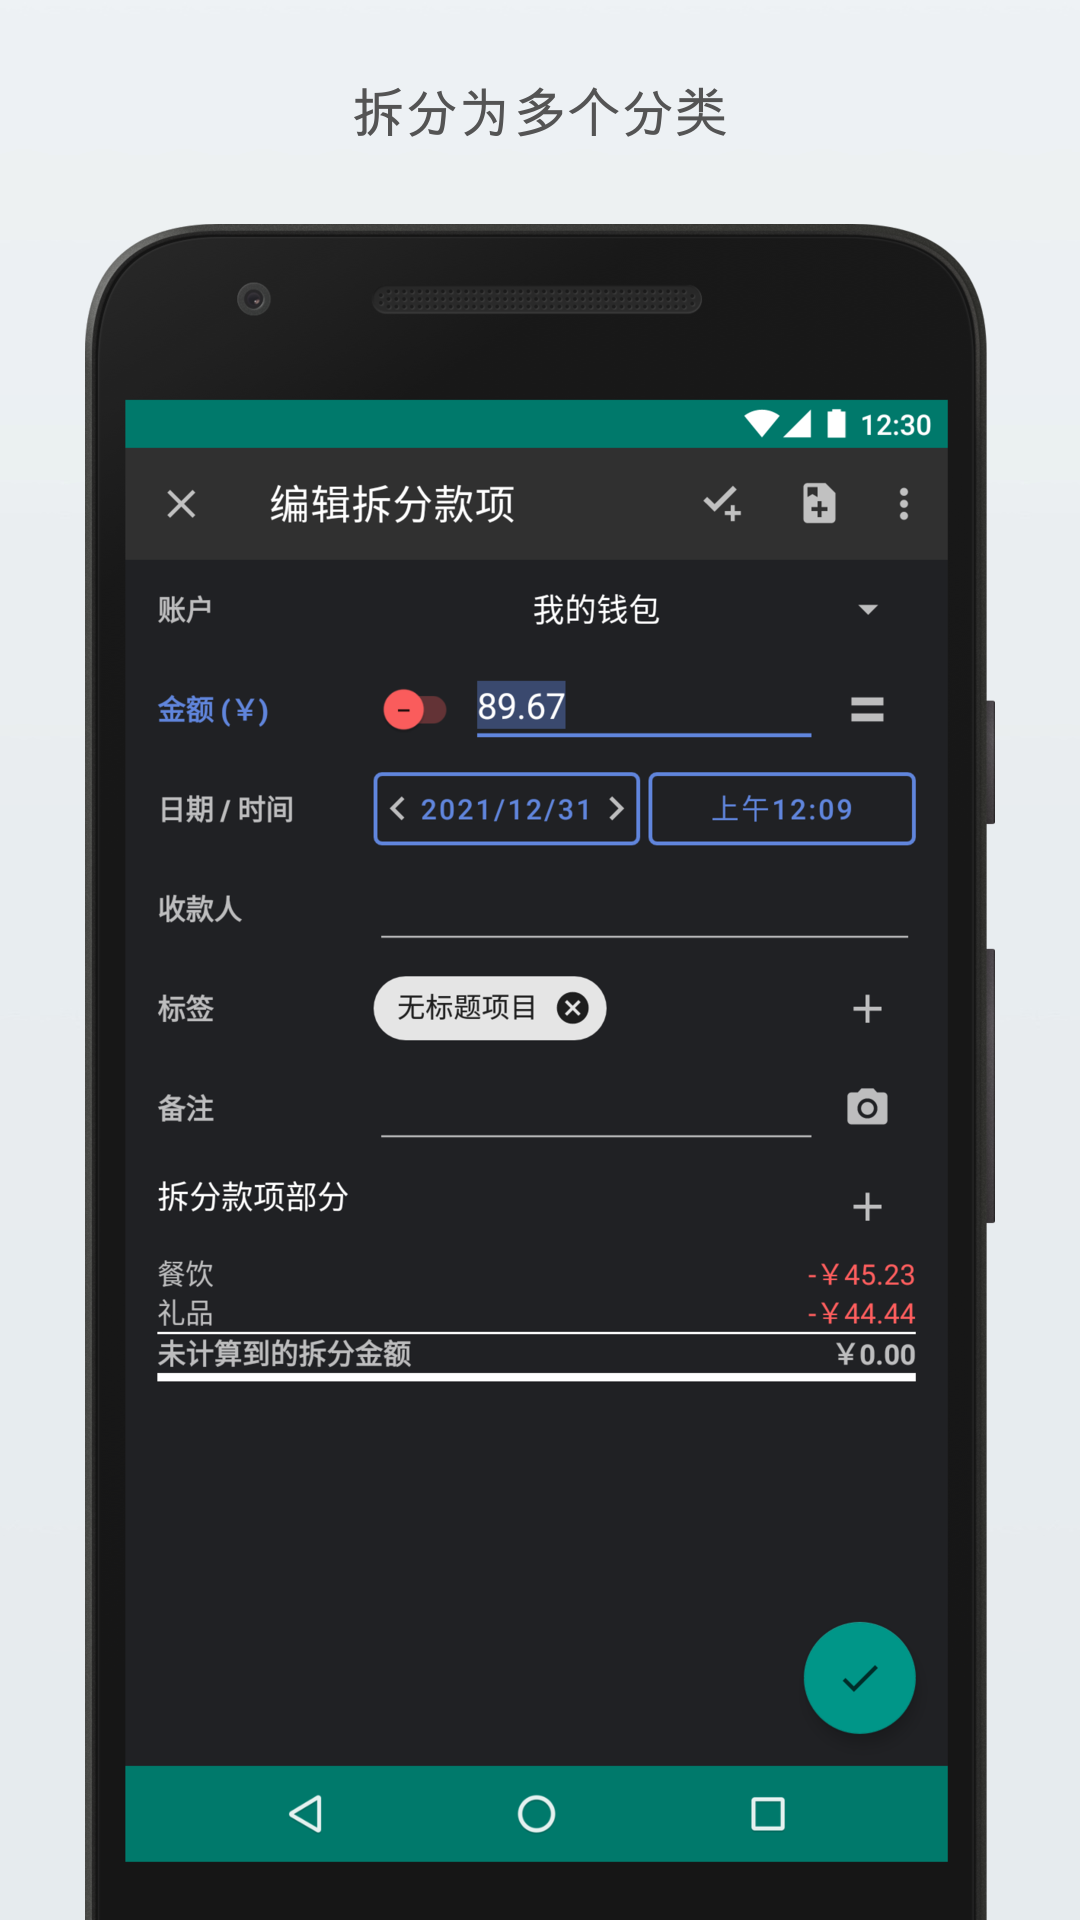 拆分为多个分类
12:30
编辑拆分款项
账户 我的钱包
金额 (￥) 89.67
日期 / 时间 2021/12/31 上午12:09
收款人
标签 无标题项目
备注
拆分款项部分
餐饮 -￥45.23
礼品 -￥44.44
未计算到的拆分金额 ￥0.00